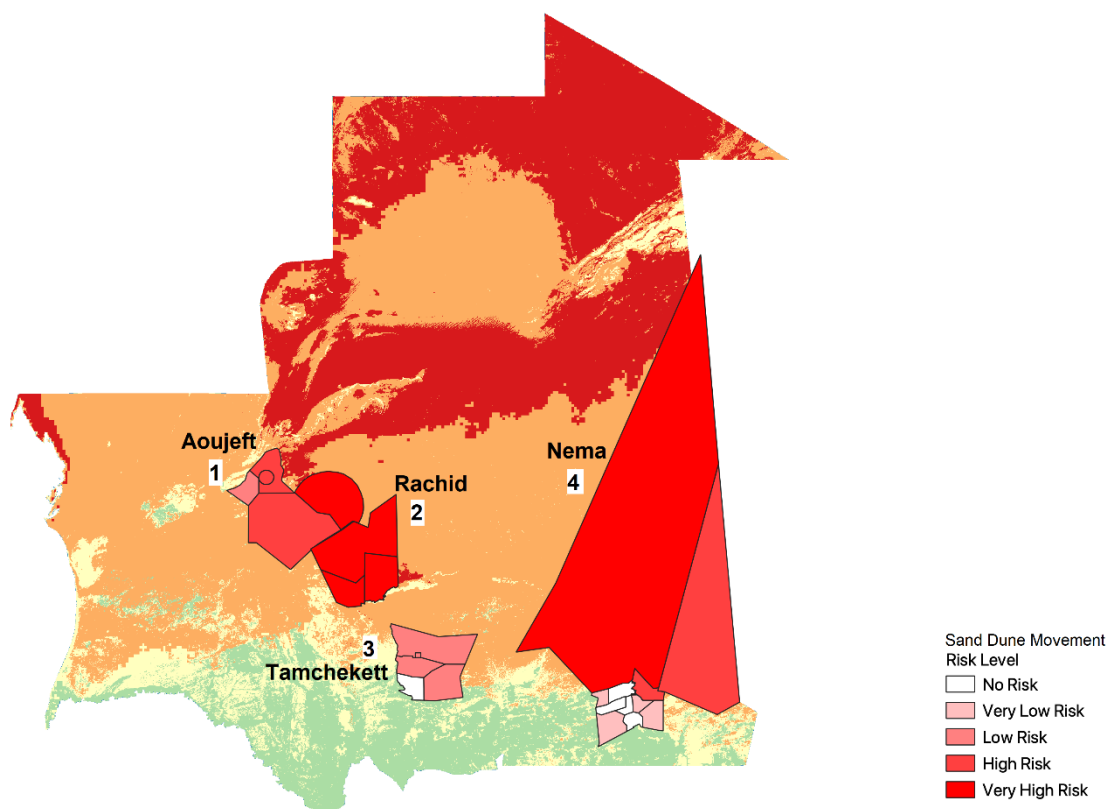 Aoujeft
1
Rachid
2
Nema
4
3
Tamchekett
Sand Dune Movement
Risk Level
No Risk
Very Low Risk
Low Risk
High Risk
Very High Risk